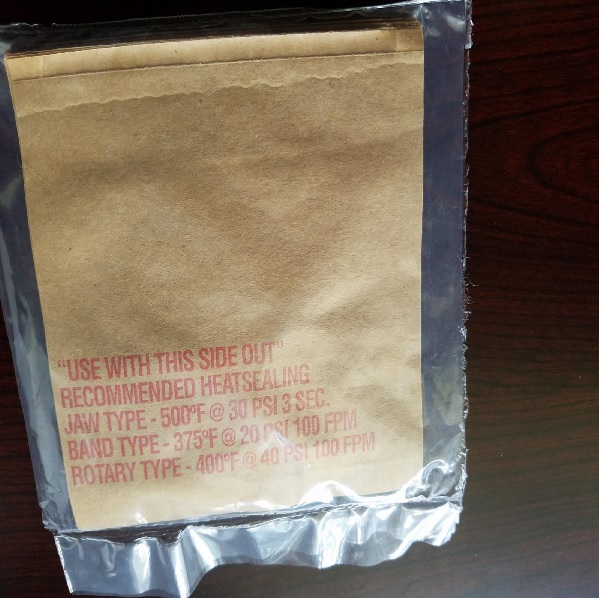 "USE WITH THIS SIDE OUT"
RECOMMENDED HEATSEALING
JAW TYPE - 500°F @ 30 PSI 3 SEC.
BAND TYPE - 375°F @ 20 PSI 100 FPM
ROTARY TYPE - 400°F @ 40 PSI 100 FPM